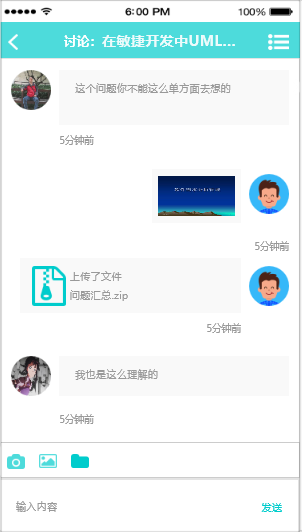 6:00 PM
100%
讨论：在敏捷开发中UML...
这个问题你不能这么单方面去想的
5分钟前
5分钟前
上传了文件
问题汇总.zip
5分钟前
我也是这么理解的
5分钟前
输入内容
发送